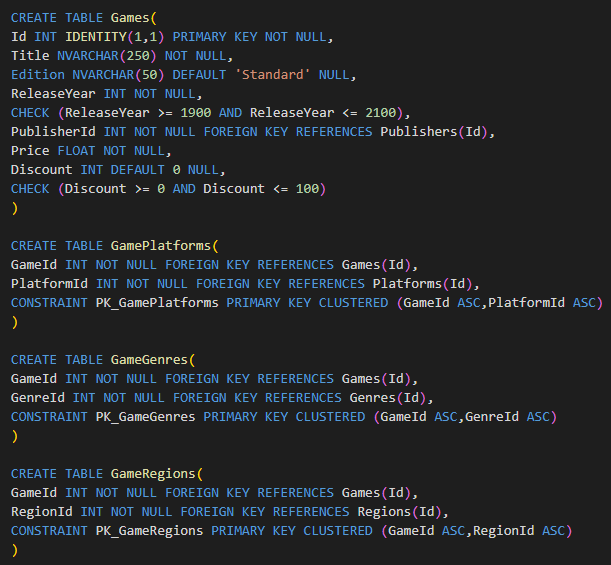 CREATE TABLE Games(
Id INT IDENTITY(1,1) PRIMARY KEY NOT NULL,
Title NVARCHAR(250) NOT NULL,
Edition NVARCHAR(50) DEFAULT 'Standard' NULL,
ReleaseYear INT NOT NULL,
CHECK (ReleaseYear >= 1900 AND ReleaseYear <= 2100),
PublisherId INT NOT NULL FOREIGN KEY REFERENCES Publishers(Id),
Price FLOAT NOT NULL,
Discount INT DEFAULT 0 NULL,
CHECK (Discount >= 0 AND Discount <= 100)
)
CREATE TABLE GamePlatforms(
GameId INT NOT NULL FOREIGN KEY REFERENCES Games(Id),
PlatformId INT NOT NULL FOREIGN KEY REFERENCES Platforms(Id),
CONSTRAINT PK_GamePlatforms PRIMARY KEY CLUSTERED (GameId ASC,PlatformId ASC)
)
CREATE TABLE GameGenres(
GameId INT NOT NULL FOREIGN KEY REFERENCES Games(Id),
GenreId INT NOT NULL FOREIGN KEY REFERENCES Genres(Id),
CONSTRAINT PK_GameGenres PRIMARY KEY CLUSTERED (GameId ASC,GenreId ASC)
)
CREATE TABLE GameRegions(
GameId INT NOT NULL FOREIGN KEY REFERENCES Games(Id),
RegionId INT NOT NULL FOREIGN KEY REFERENCES Regions(Id),
CONSTRAINT PK_GameRegions PRIMARY KEY CLUSTERED (GameId ASC,RegionId ASC)
)